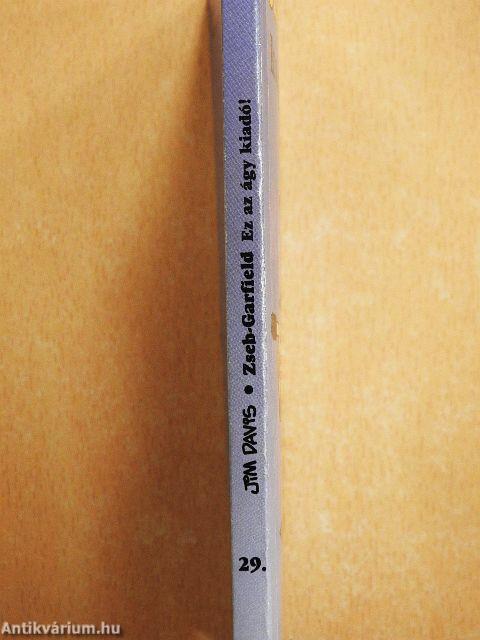 JIM DAVIS • Zseb-Garfield Ez az ágy kiadó!
29.
Antikvárium.hu